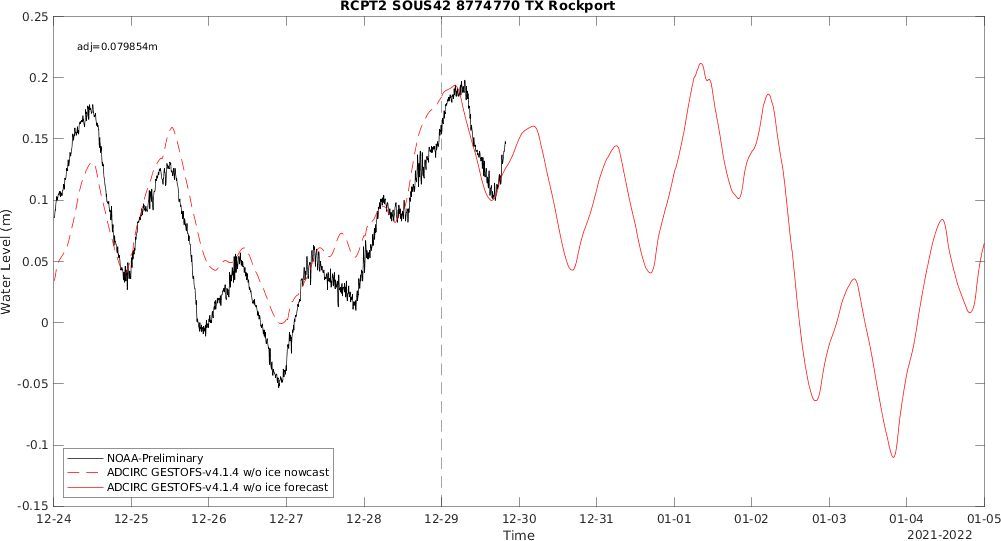 RCPT2 SOUS42 8774770 TX Rockport
adj=0.079854m
0.25
0.2
0.15
0.1
0.05
0
-0.05
-0.1
-0.15
Water Level (m)
NOAA-Preliminary
ADCIRC GESTOFS-v4.1.4 w/o ice nowcast
ADCIRC GESTOFS-v4.1.4 w/o ice forecast
12-24 12-25 12-26 12-27 12-28 12-29 12-30 12-31 01-01 01-02 01-03 01-04 01-05
Time
2021-2022